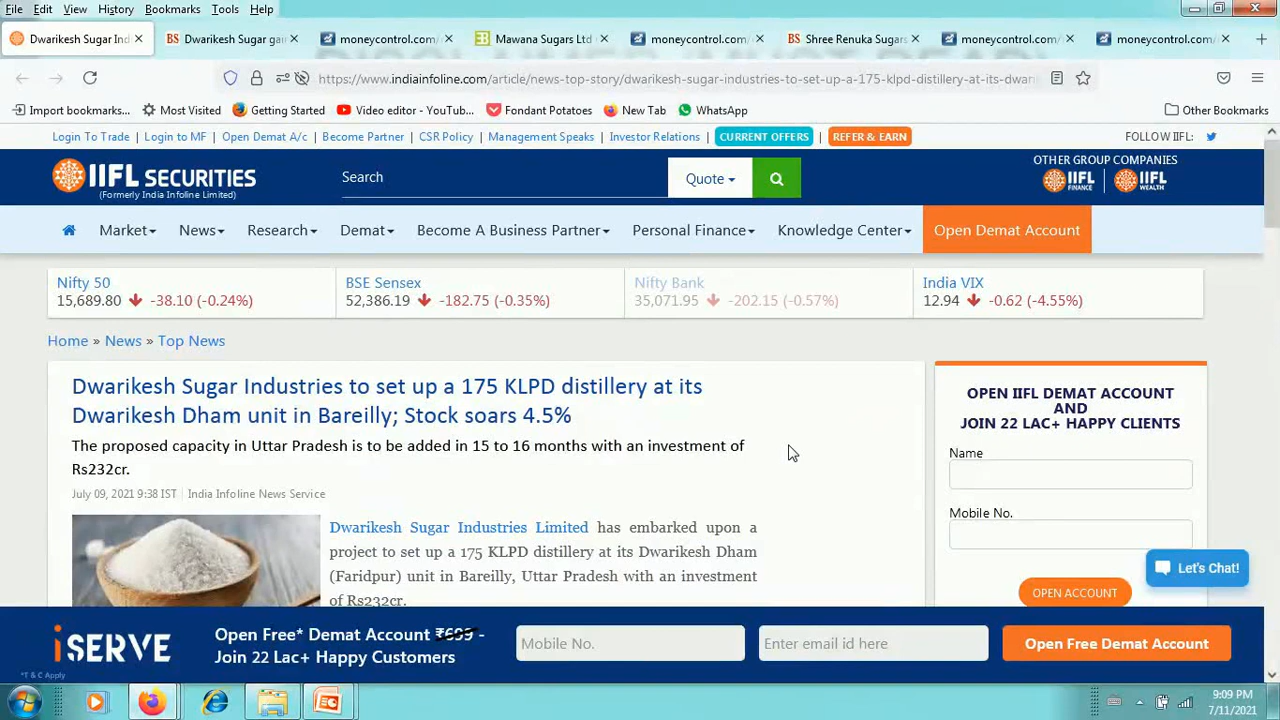 File Edit View History Bookmarks Tools Help
Dwarikesh Sugar Ind
Dwarikesh Sugar ga
moneycontrol.com/
Mawana Sugars Ltd
moneycontrol.com/
Shree Renuka Sugars
moneycontrol.com/
moneycontrol.com/
https://www.indiainfoline.com/article/news-top-story/dwarikesh-sugar-industries-to-set-up-a-175-klpd-distillery-at-its-dwari
Import bookmarks... Most Visited Getting Started Video editor - YouTu... Fondant Potatoes New Tab WhatsApp Other Bookmarks
Login To Trade | Login to MF | Open Demat A/c | Become Partner | CSR Policy | Management Speaks | Investor Relations | CURRENT OFFERS | REFER & EARN FOLLOW IIFL:
IIFL SECURITIES
(Formerly India Infoline Limited)
Search
Quote
OTHER GROUP COMPANIES
IIFL FINANCE | IIFL WEALTH
Market News Research Demat Become A Business Partner Personal Finance Knowledge Center Open Demat Account
Nifty 50
15,689.80 -38.10 (-0.24%)
BSE Sensex
52,386.19 -182.75 (-0.35%)
Nifty Bank
35,071.95 -202.15 (-0.57%)
India VIX
12.94 -0.62 (-4.55%)
Home » News » Top News
Dwarikesh Sugar Industries to set up a 175 KLPD distillery at its
Dwarikesh Dham unit in Bareilly; Stock soars 4.5%
The proposed capacity in Uttar Pradesh is to be added in 15 to 16 months with an investment of
Rs232cr.
July 09, 2021 9:38 IST | India Infoline News Service
Dwarikesh Sugar Industries Limited has embarked upon a
project to set up a 175 KLPD distillery at its Dwarikesh Dham
(Faridpur) unit in Bareilly, Uttar Pradesh with an investment
of Rs232cr.
OPEN IIFL DEMAT ACCOUNT
AND
JOIN 22 LAC+ HAPPY CLIENTS
Name
Mobile No.
OPEN ACCOUNT
Let's Chat!
iSERVE
*T & C Apply
Open Free* Demat Account ₹699 -
Join 22 Lac+ Happy Customers
Mobile No.
Enter email id here
Open Free Demat Account
9:09 PM
7/11/2021